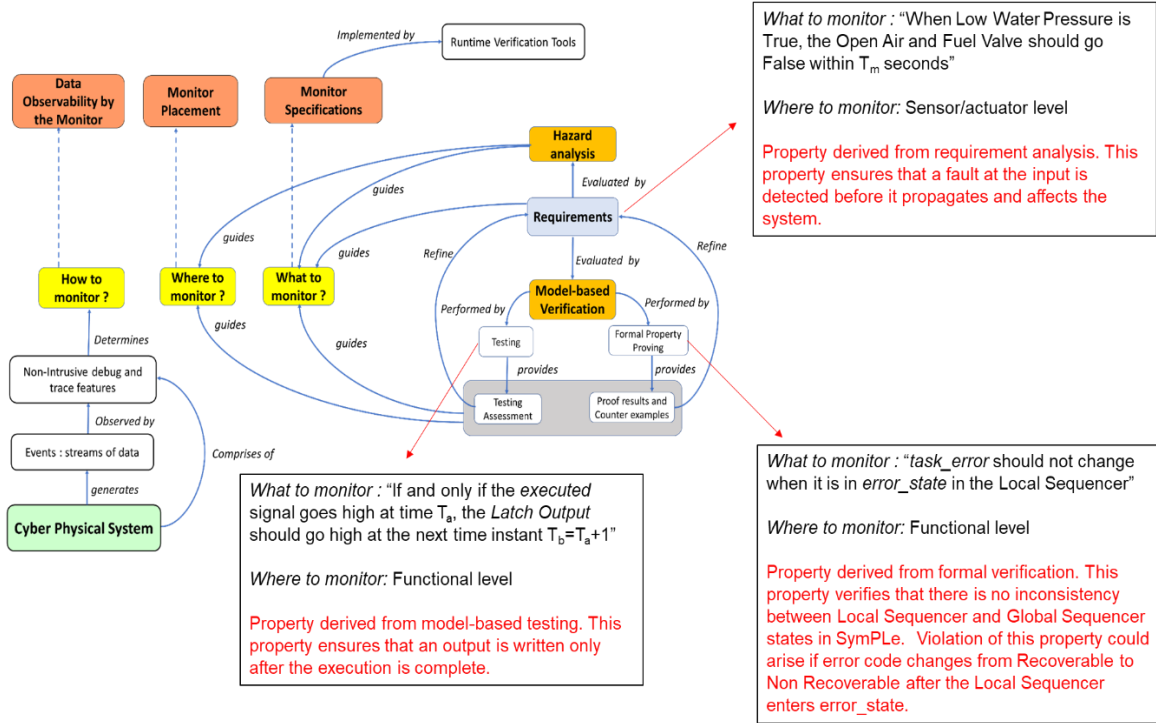 Implemented by
Runtime Verification Tools
Data
Observability by
the Monitor
Monitor
Placement
Monitor
Specifications
Hazard
analysis
guides
Evaluated by
Requirements
guides
guides
Refine
Refine
Evaluated by
How to
monitor ?
Where to
monitor ?
What to
monitor ?
Model-based
Verification
Performed by
Performed by
guides
guides
Testing
Formal Property
Proving
Determines
provides
provides
Non-Intrusive debug and
trace features
Testing
Assessment
Proof results and
Counter examples
Observed by
Comprises of
Events : streams of data
generates
Cyber Physical System
What to monitor : “When Low Water Pressure is
True, the Open Air and Fuel Valve should go
False within Tm seconds”
Where to monitor: Sensor/actuator level
Property derived from requirement analysis. This
property ensures that a fault at the input is
detected before it propagates and affects the
system.
What to monitor : “If and only if the executed
signal goes high at time Ta, the Latch Output
should go high at the next time instant Tb=Ta+1”
Where to monitor: Functional level
Property derived from model-based testing. This
property ensures that an output is written only
after the execution is complete.
What to monitor : “task_error should not change
when it is in error_state in the Local Sequencer”
Where to monitor: Functional level
Property derived from formal verification. This
property verifies that there is no inconsistency
between Local Sequencer and Global Sequencer
states in SymPLe. Violation of this property could
arise if error code changes from Recoverable to
Non Recoverable after the Local Sequencer
enters error_state.